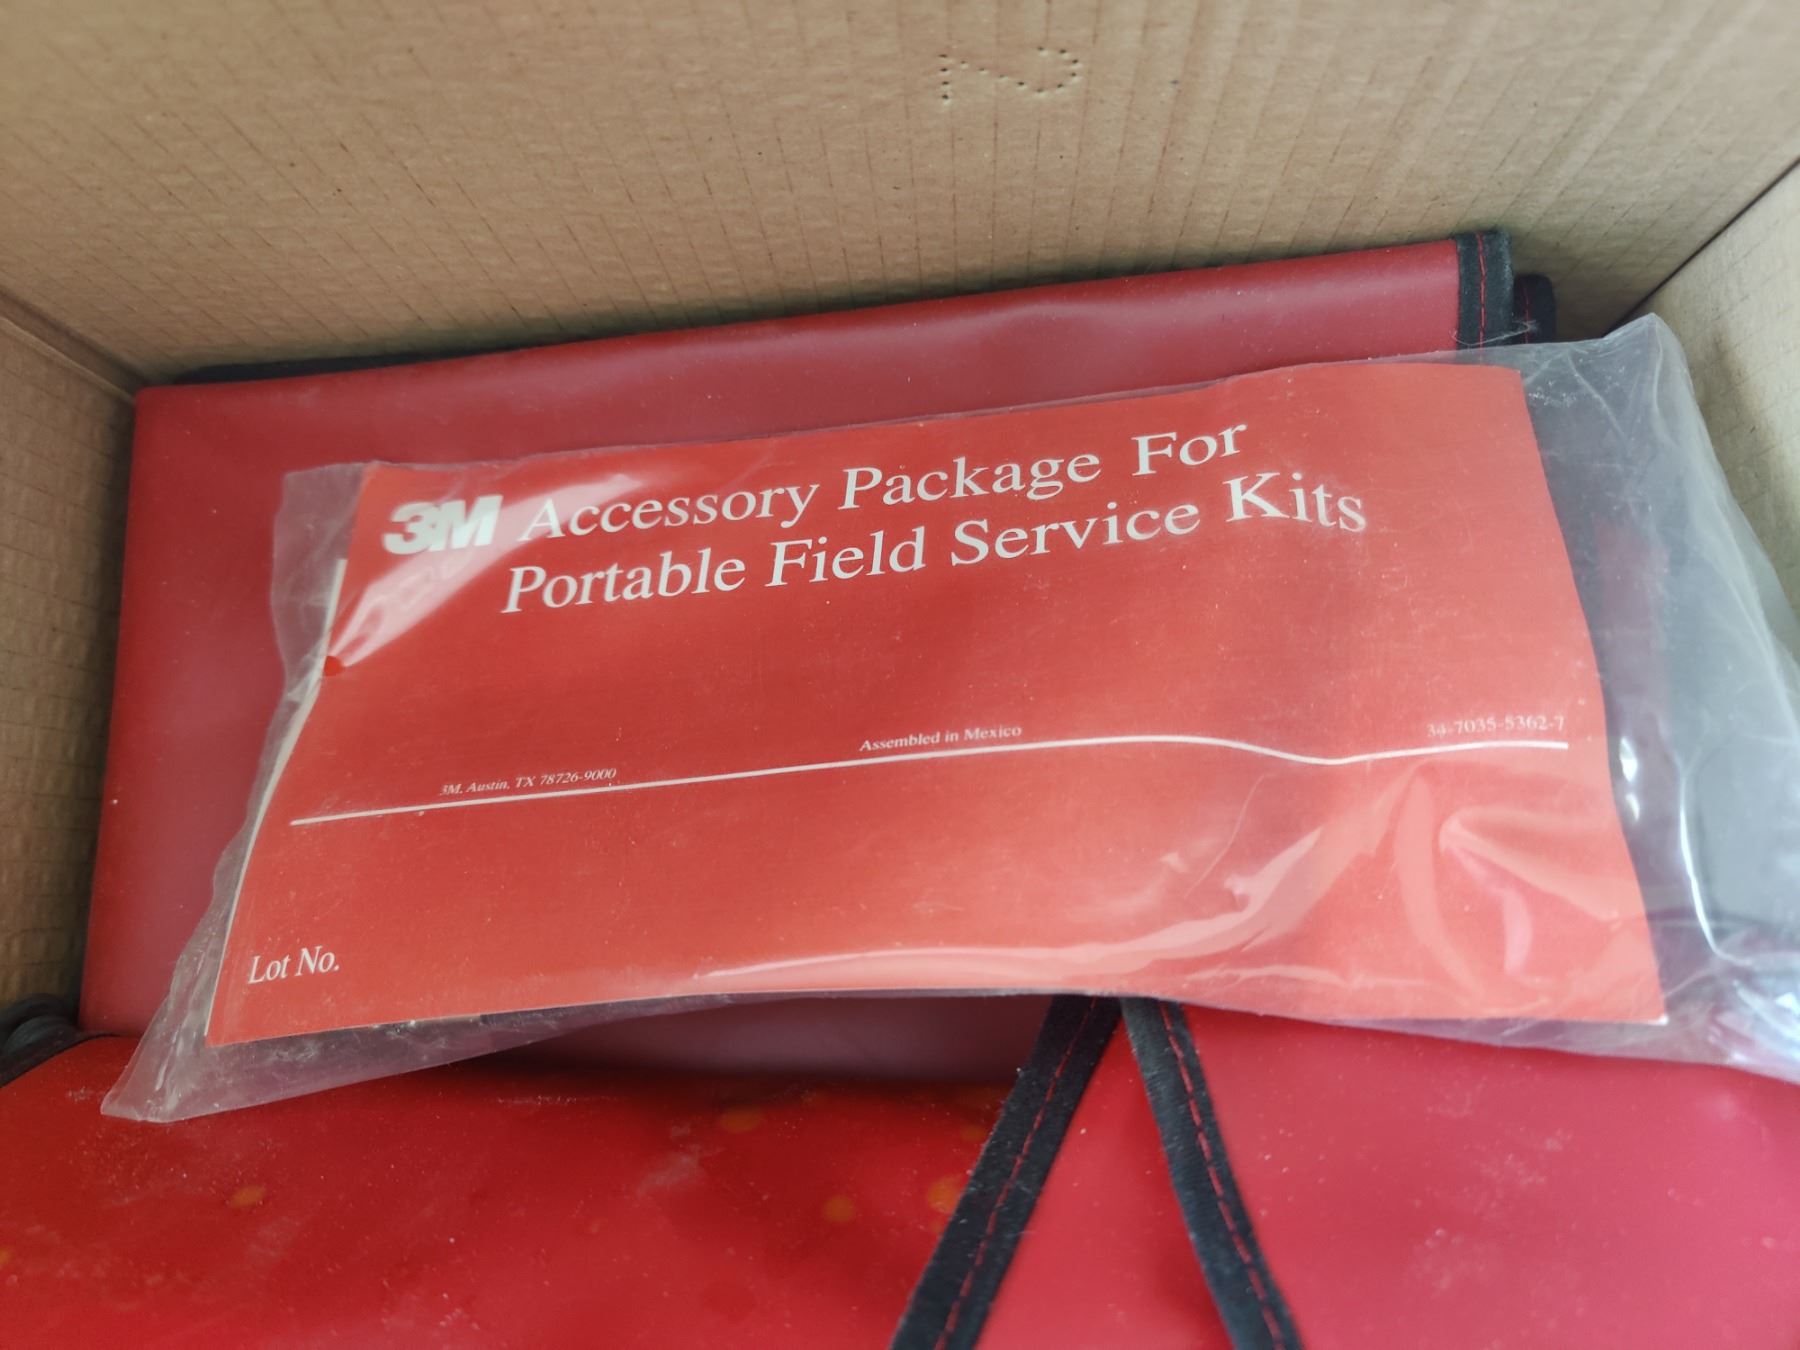 3M Accessory Package For
Portable Field Service Kits
3M, Austin, TX 78726-9000
Assembled in Mexico
34-7035-5362-7
Lot No.